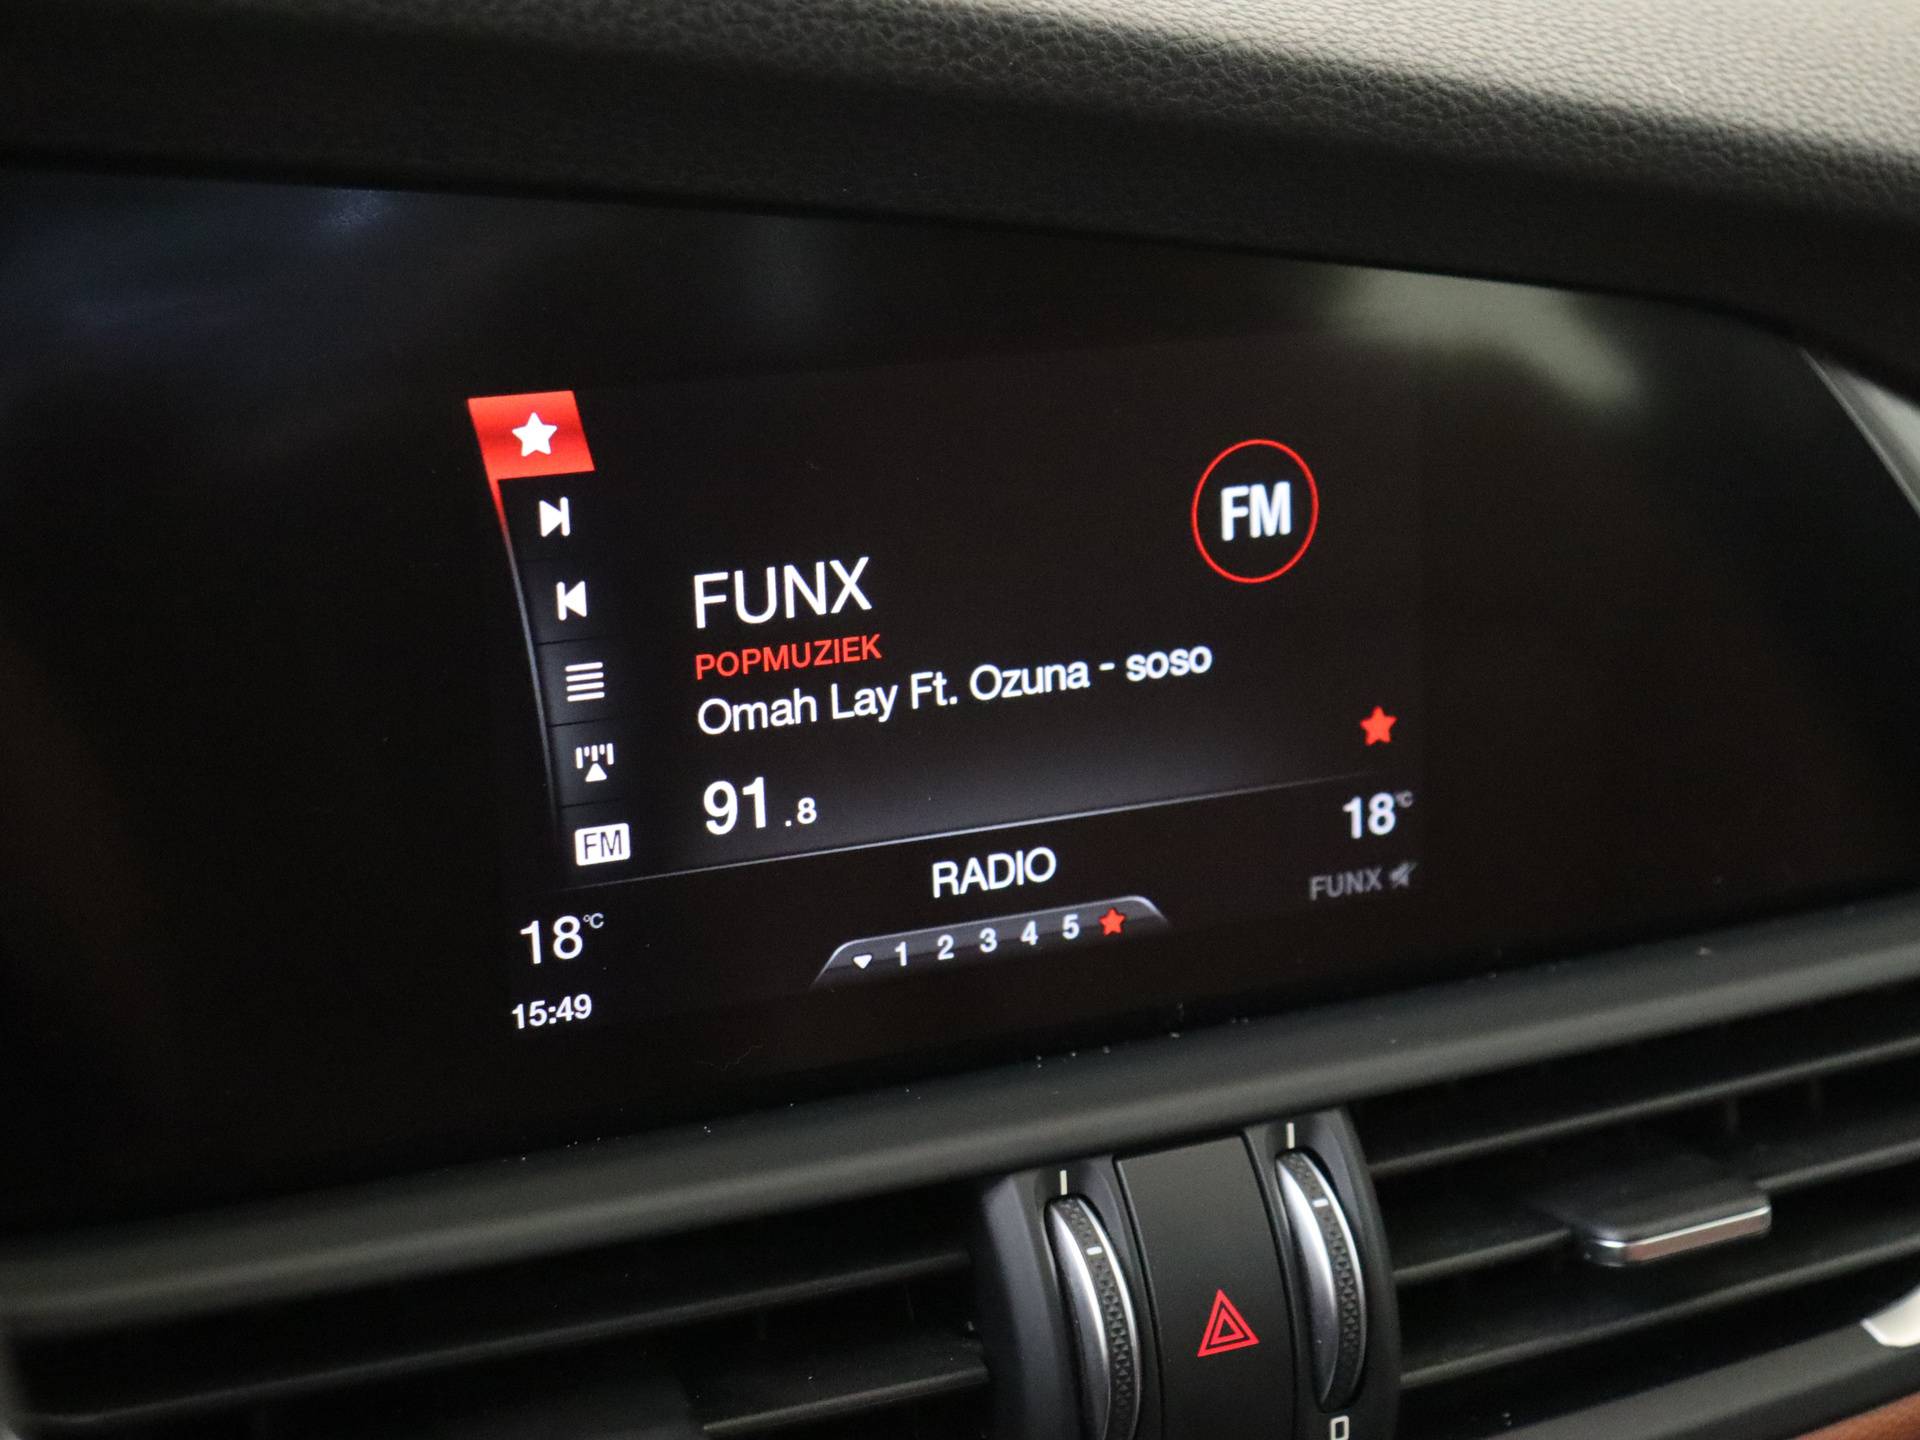 FM
FUNX
POPMUZIEK
Omah Lay Ft. Ozuna - soso
91.8
FM
RADIO
18°C
18°C
FUNX
1 2 3 4 5
15:49